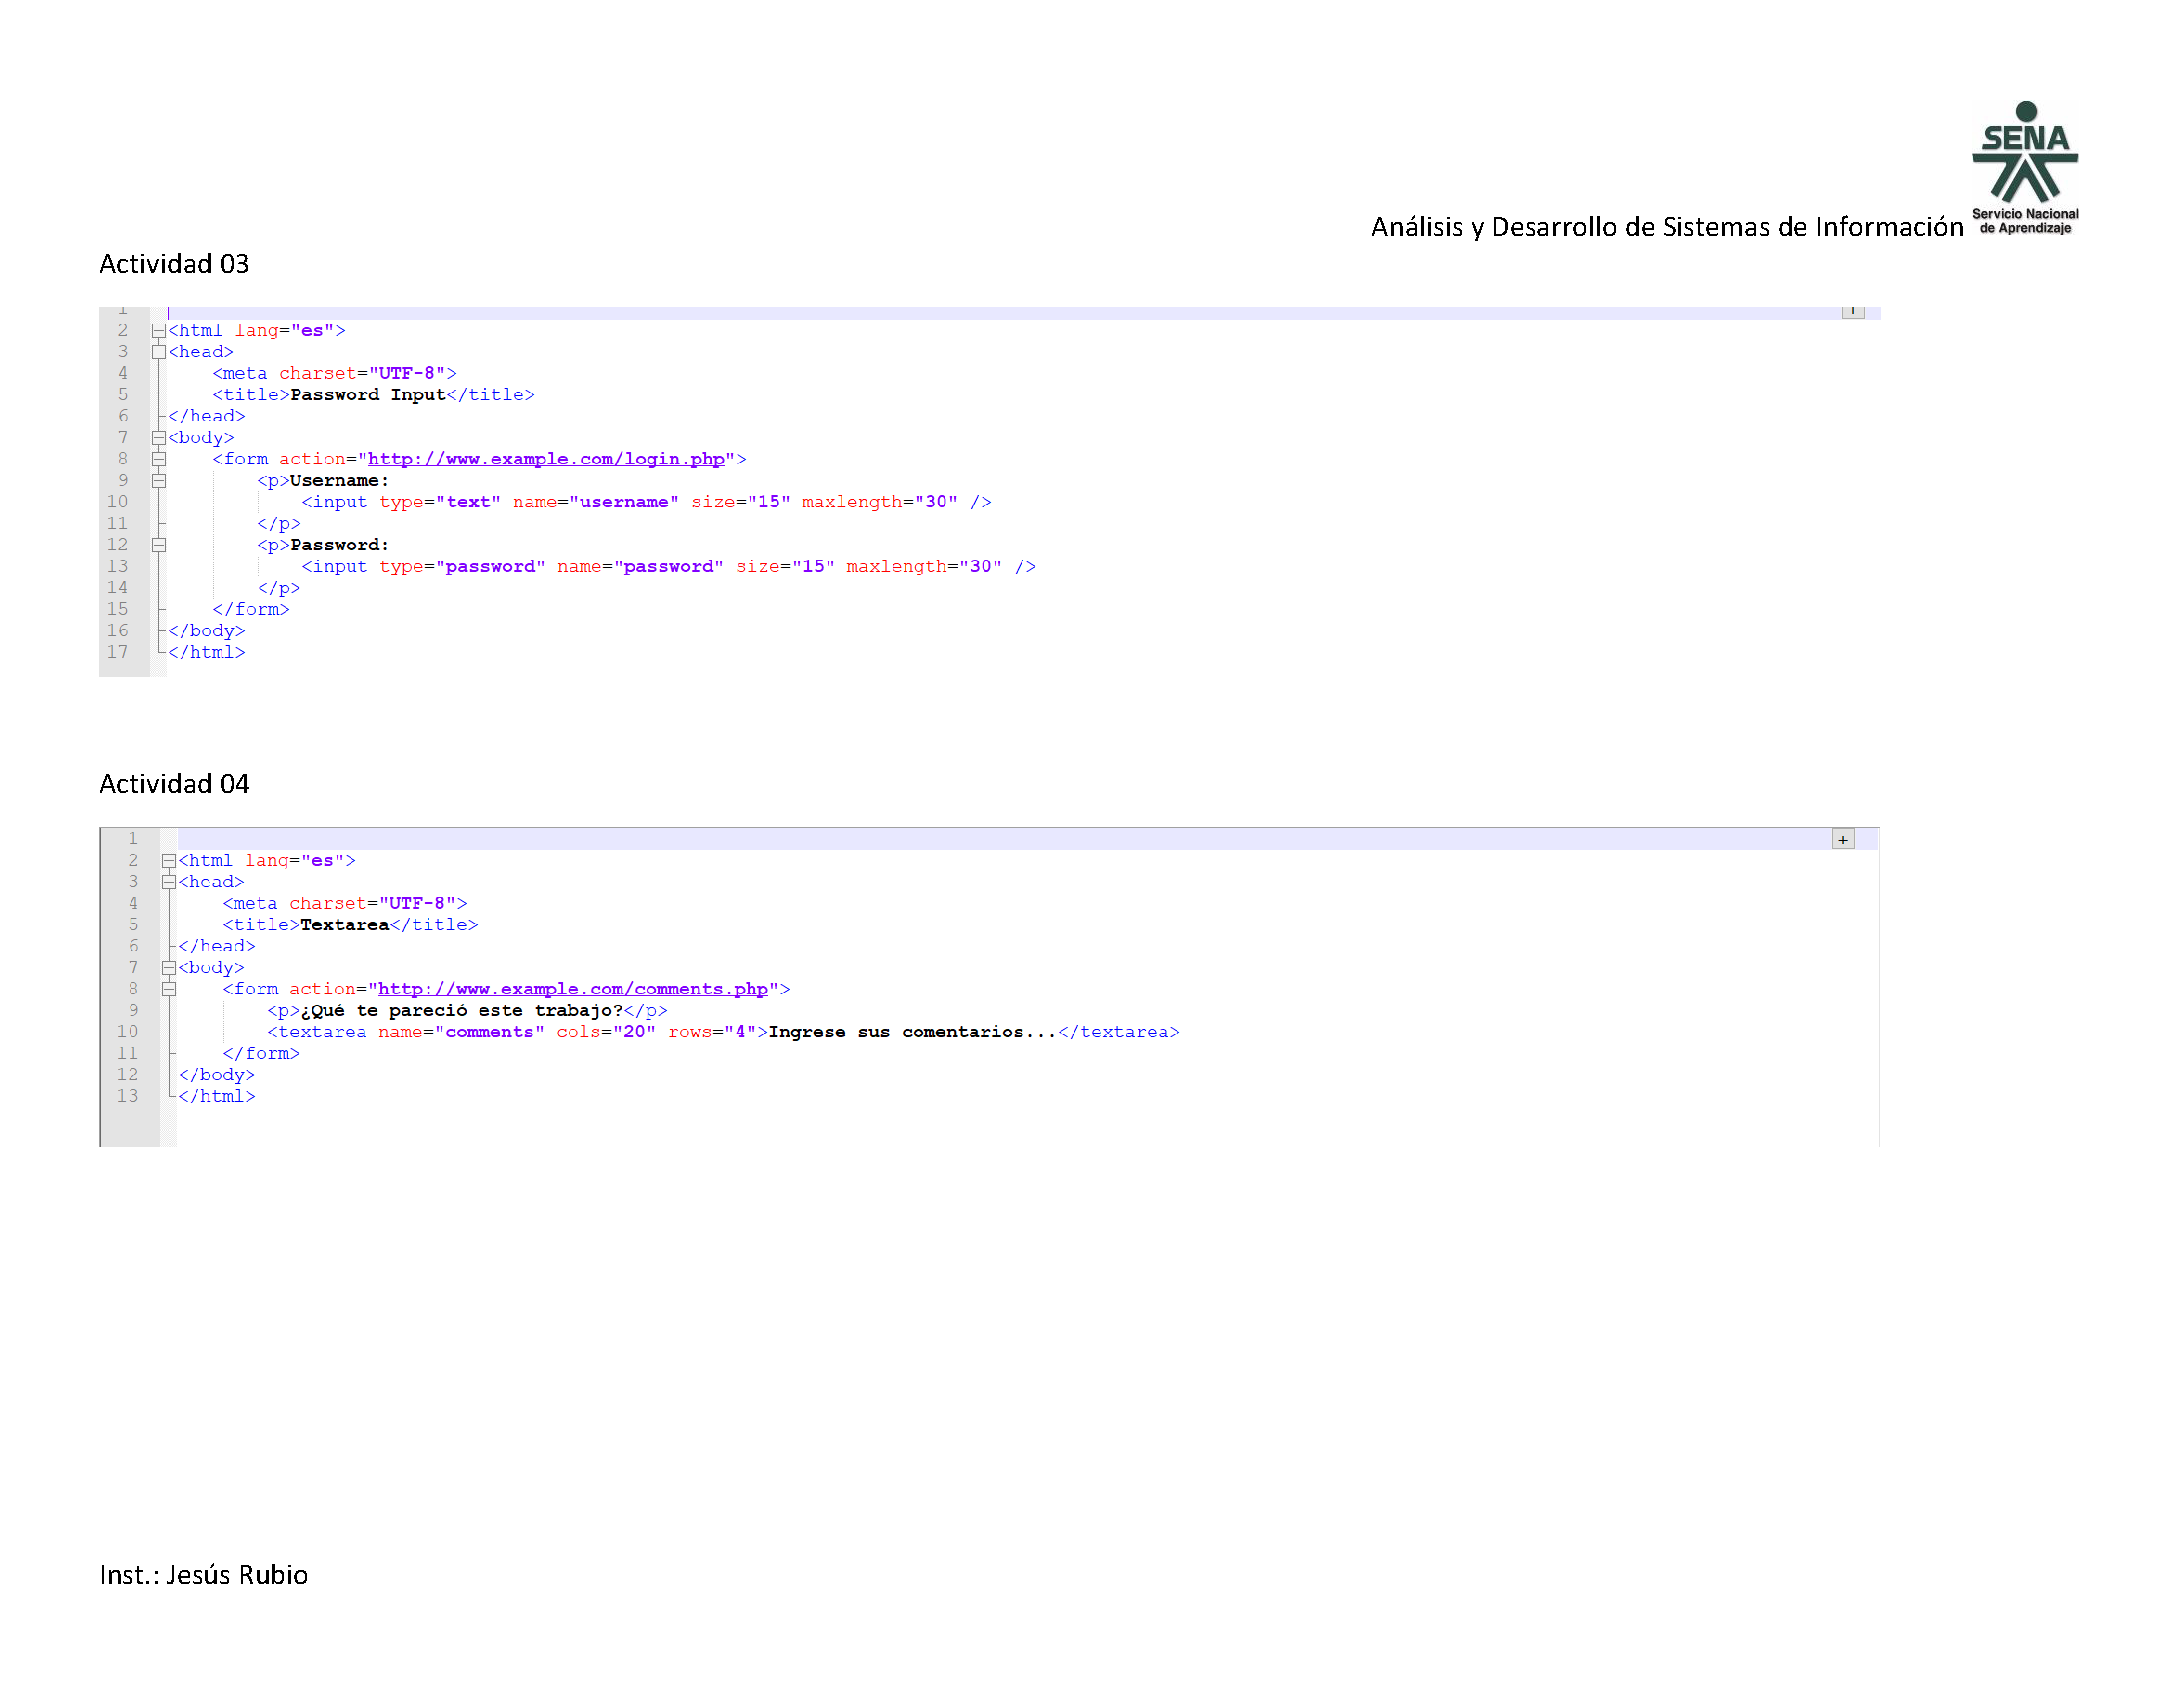 SENA
Servicio Nacional
de Aprendizaje
Análisis y Desarrollo de Sistemas de Información
Actividad 03
1
2 <html lang="es">
3 <head>
4 <meta charset="UTF-8">
5 <title>Password Input</title>
6 </head>
7 <body>
8 <form action="http://www.example.com/login.php">
9 <p>Username:
10 <input type="text" name="username" size="15" maxlength="30" />
11 </p>
12 <p>Password:
13 <input type="password" name="password" size="15" maxlength="30" />
14 </p>
15 </form>
16 </body>
17 </html>
Actividad 04
1 +
2 <html lang="es">
3 <head>
4 <meta charset="UTF-8">
5 <title>Textarea</title>
6 </head>
7 <body>
8 <form action="http://www.example.com/comments.php">
9 <p>¿Qué te pareció este trabajo?</p>
10 <textarea name="comments" cols="20" rows="4">Ingrese sus comentarios...</textarea>
11 </form>
12 </body>
13 </html>
Inst.: Jesús Rubio